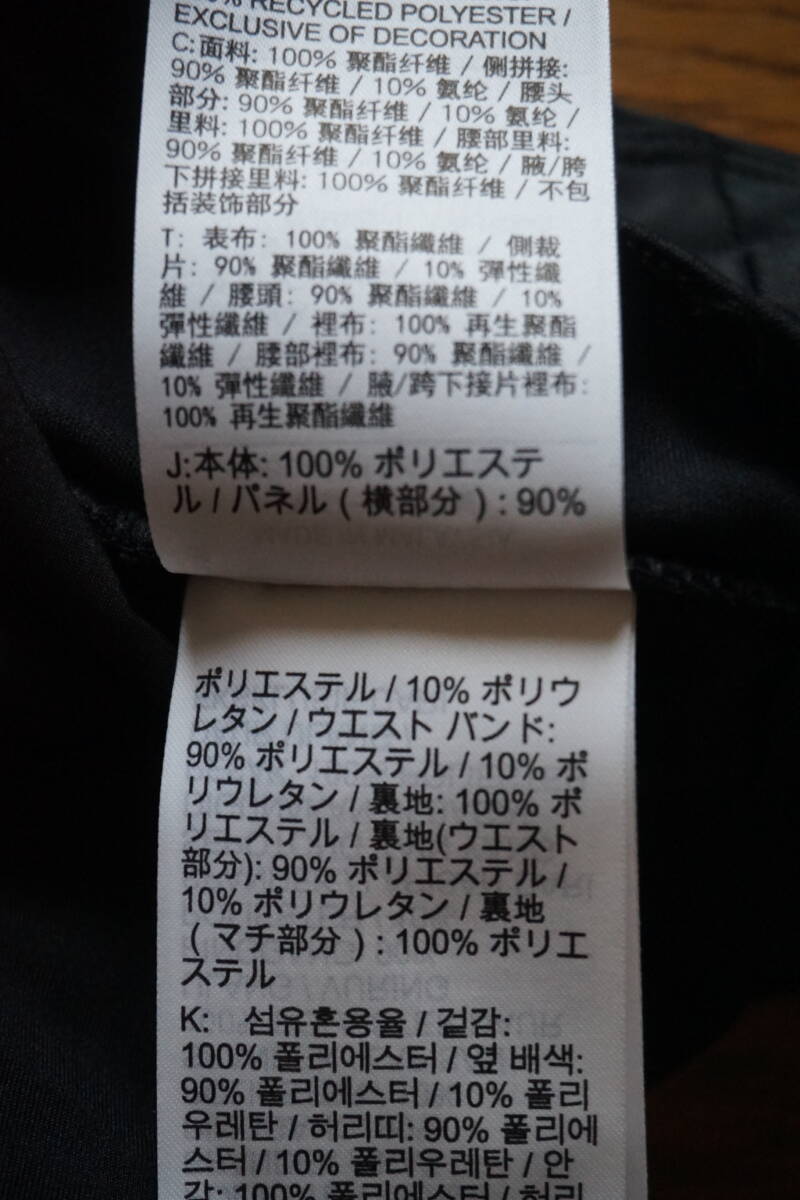 % RECYCLED POLYESTER /
EXCLUSIVE OF DECORATION
C:面料: 100% 聚酯纤维 / 侧拼接:
90% 聚酯纤维 / 10% 氨纶 / 腰头
部分: 90% 聚酯纤维 / 10% 氨纶 /
里料: 100% 聚酯纤维 / 腰部里料:
90% 聚酯纤维 / 10% 氨纶 / 腋/胯
下拼接里料: 100% 聚酯纤维 / 不包
括装饰部分
T: 表布: 100% 聚酯纖維 / 側裁
片: 90% 聚酯纖維 / 10% 彈性纖
維 / 腰頭: 90% 聚酯纖維 / 10%
彈性纖維 / 裡布: 100% 再生聚酯
纖維 / 腰部裡布: 90% 聚酯纖維 /
10% 彈性纖維 / 腋/跨下接片裡布:
100% 再生聚酯纖維
J:本体: 100% ポリエステ
ル / パネル ( 横部分 ) : 90%
MADE IN MALAYSIA
ポリエステル / 10% ポリウ
レタン / ウエスト バンド:
90% ポリエステル / 10% ポ
リウレタン / 裏地: 100% ポ
リエステル / 裏地(ウエスト
部分): 90% ポリエステル /
10% ポリウレタン / 裏地
( マチ部分 ) : 100% ポリエ
ステル
K: 섬유혼용율 / 겉감:
100% 폴리에스터 / 옆 배색:
90% 폴리에스터 / 10% 폴리
우레탄 / 허리띠: 90% 폴리에
스터 / 10% 폴리우레탄 / 안
감: 100% 폴리에스터 / 허리